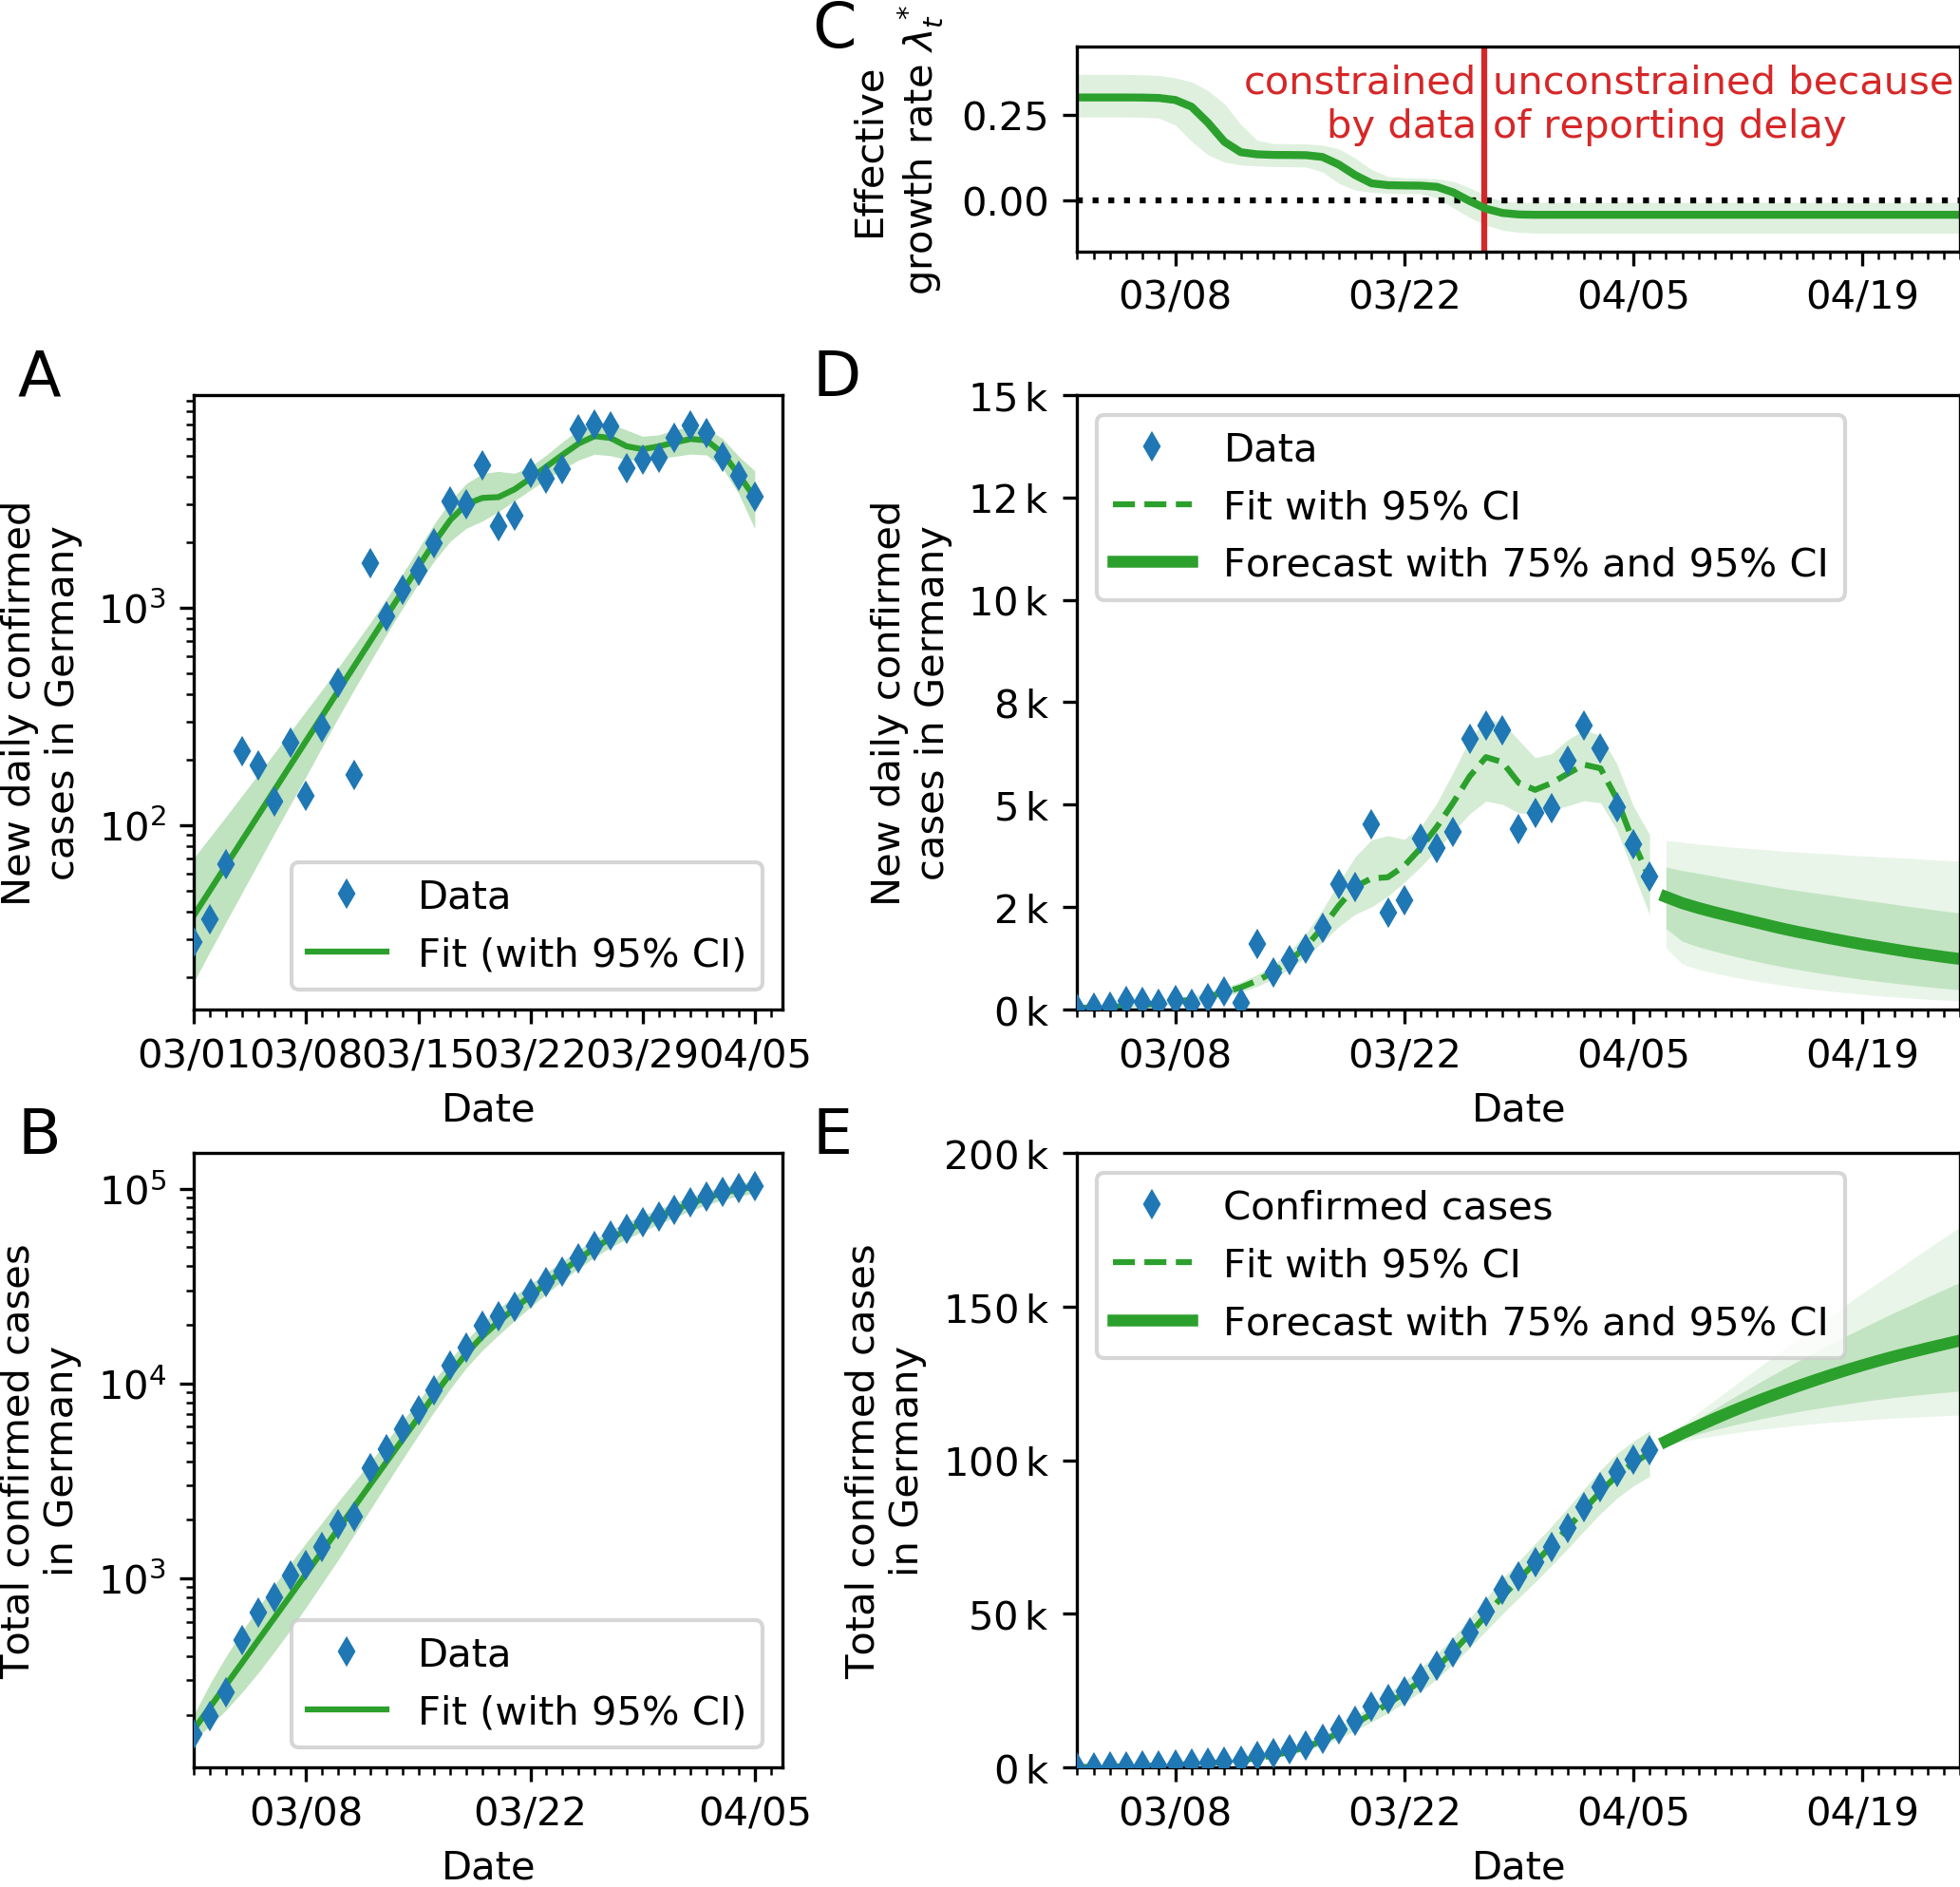 C
Effective
growth rate λ*t
constrained unconstrained because
by data of reporting delay
0.25
0.00
03/08 03/22 04/05 04/19
A
New daily confirmed
cases in Germany
10³
10²
Data
Fit (with 95% CI)
03/01 03/08 03/15 03/22 03/29 04/05
Date
D
New daily confirmed
cases in Germany
15 k
12 k
10 k
8 k
5 k
2 k
0 k
Data
Fit with 95% CI
Forecast with 75% and 95% CI
03/08 03/22 04/05 04/19
Date
B
Total confirmed cases
in Germany
10⁵
10⁴
10³
Data
Fit (with 95% CI)
03/08 03/22 04/05
Date
E
Total confirmed cases
in Germany
200 k
150 k
100 k
50 k
0 k
Confirmed cases
Fit with 95% CI
Forecast with 75% and 95% CI
03/08 03/22 04/05 04/19
Date